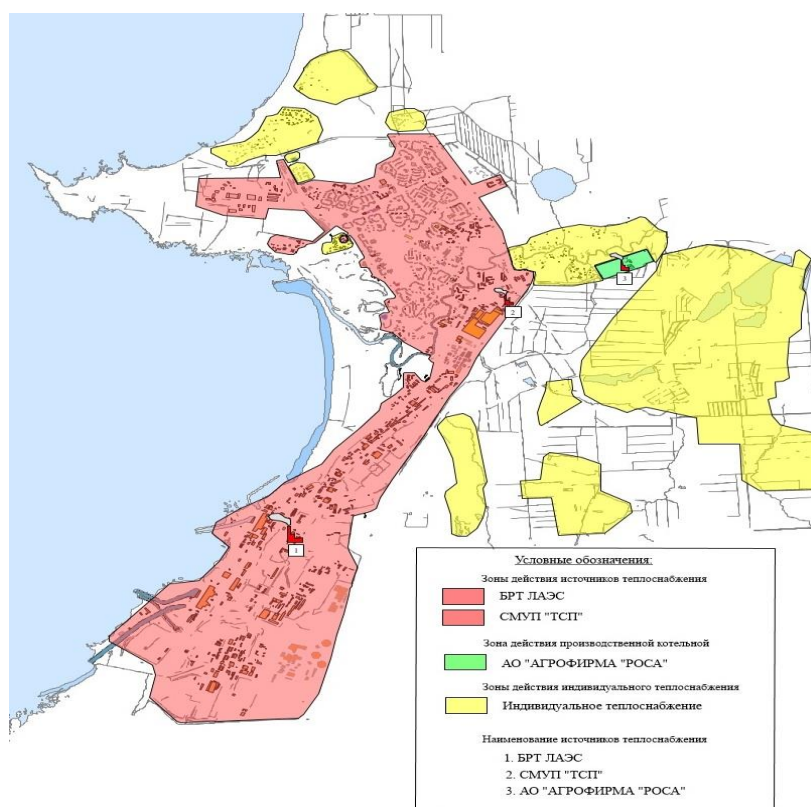 3
2
1
Условные обозначения:
Зоны действия источников теплоснабжения
БРТ ЛАЭС
СМУП "ТСП"
Зона действия производственной котельной
АО "АГРОФИРМА "РОСА"
Зоны действия индивидуального теплоснабжения
Индивидуальное теплоснабжение
Наименование источников теплоснабжения
1. БРТ ЛАЭС
2. СМУП "ТСП"
3. АО "АГРОФИРМА "РОСА"